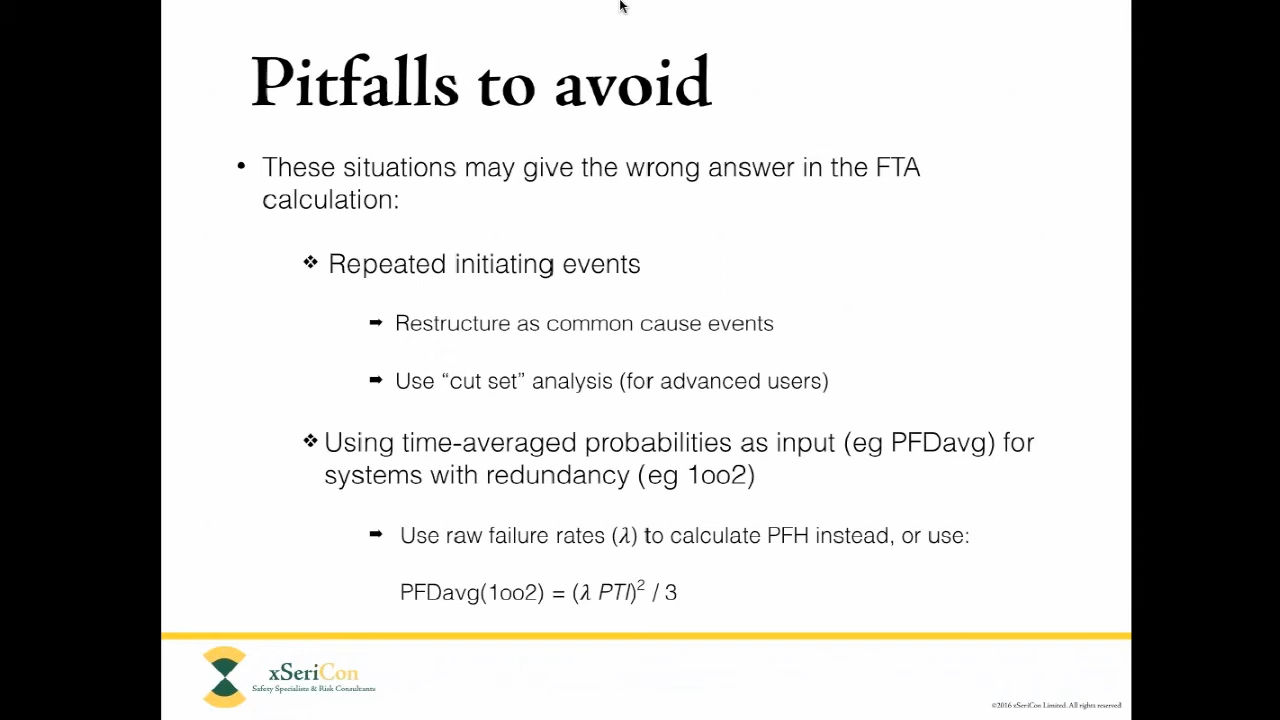 Pitfalls to avoid
• These situations may give the wrong answer in the FTA
calculation:
❖ Repeated initiating events
➡ Restructure as common cause events
➡ Use “cut set” analysis (for advanced users)
❖ Using time-averaged probabilities as input (eg PFDavg) for
systems with redundancy (eg 1oo2)
➡ Use raw failure rates (λ) to calculate PFH instead, or use:
PFDavg(1oo2) = (λ PTI)² / 3
xSeriCon
Safety Specialists & Risk Consultants
©2016 xSeriCon Limited. All rights reserved